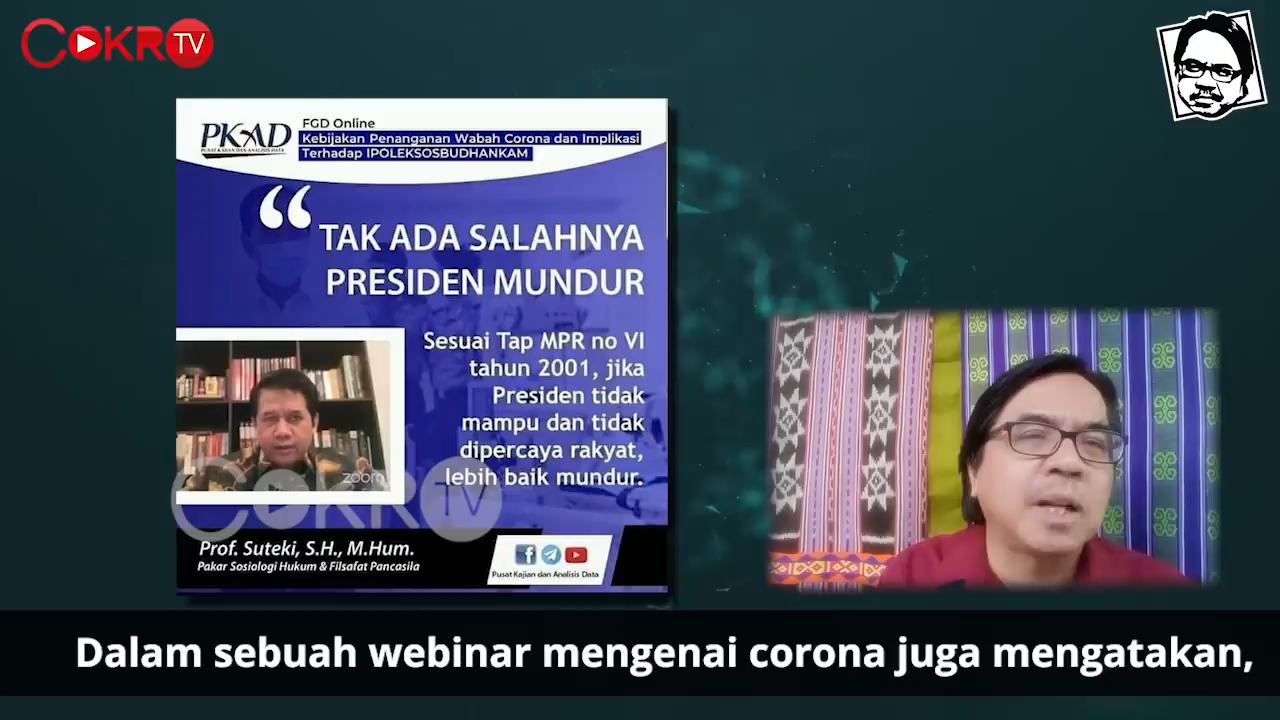 COKRO TV
PKAD
PUSAT KAJIAN DAN ANALISIS DATA
FGD Online
Kebijakan Penanganan Wabah Corona dan Implikasi
Terhadap IPOLEKSOSBUDHANKAM
“
TAK ADA SALAHNYA
PRESIDEN MUNDUR
Sesuai Tap MPR no VI
tahun 2001, jika
Presiden tidak
mampu dan tidak
dipercaya rakyat,
lebih baik mundur.
zoom
COKRO TV
Prof. Suteki, S.H., M.Hum.
Pakar Sosiologi Hukum & Filsafat Pancasila
Pusat Kajian dan Analisis Data
Dalam sebuah webinar mengenai corona juga mengatakan,